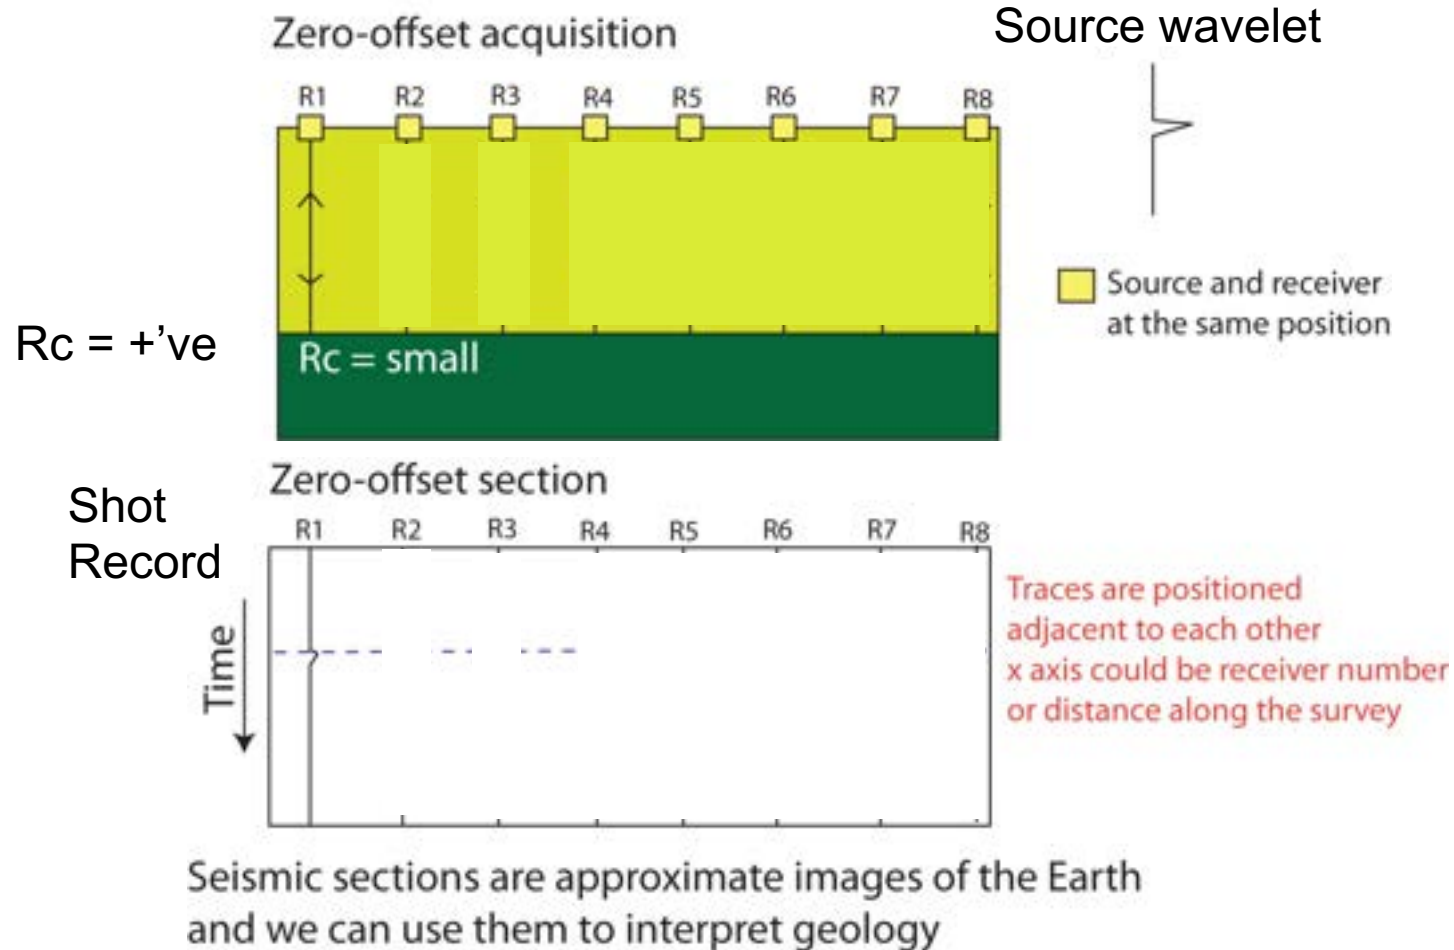 Zero-offset acquisition
Source wavelet
R1 R2 R3 R4 R5 R6 R7 R8
Source and receiver
at the same position
Rc = +’ve
Rc = small
Zero-offset section
Shot
Record
R1 R2 R3 R4 R5 R6 R7 R8
Time
Traces are positioned
adjacent to each other
x axis could be receiver number
or distance along the survey
Seismic sections are approximate images of the Earth
and we can use them to interpret geology